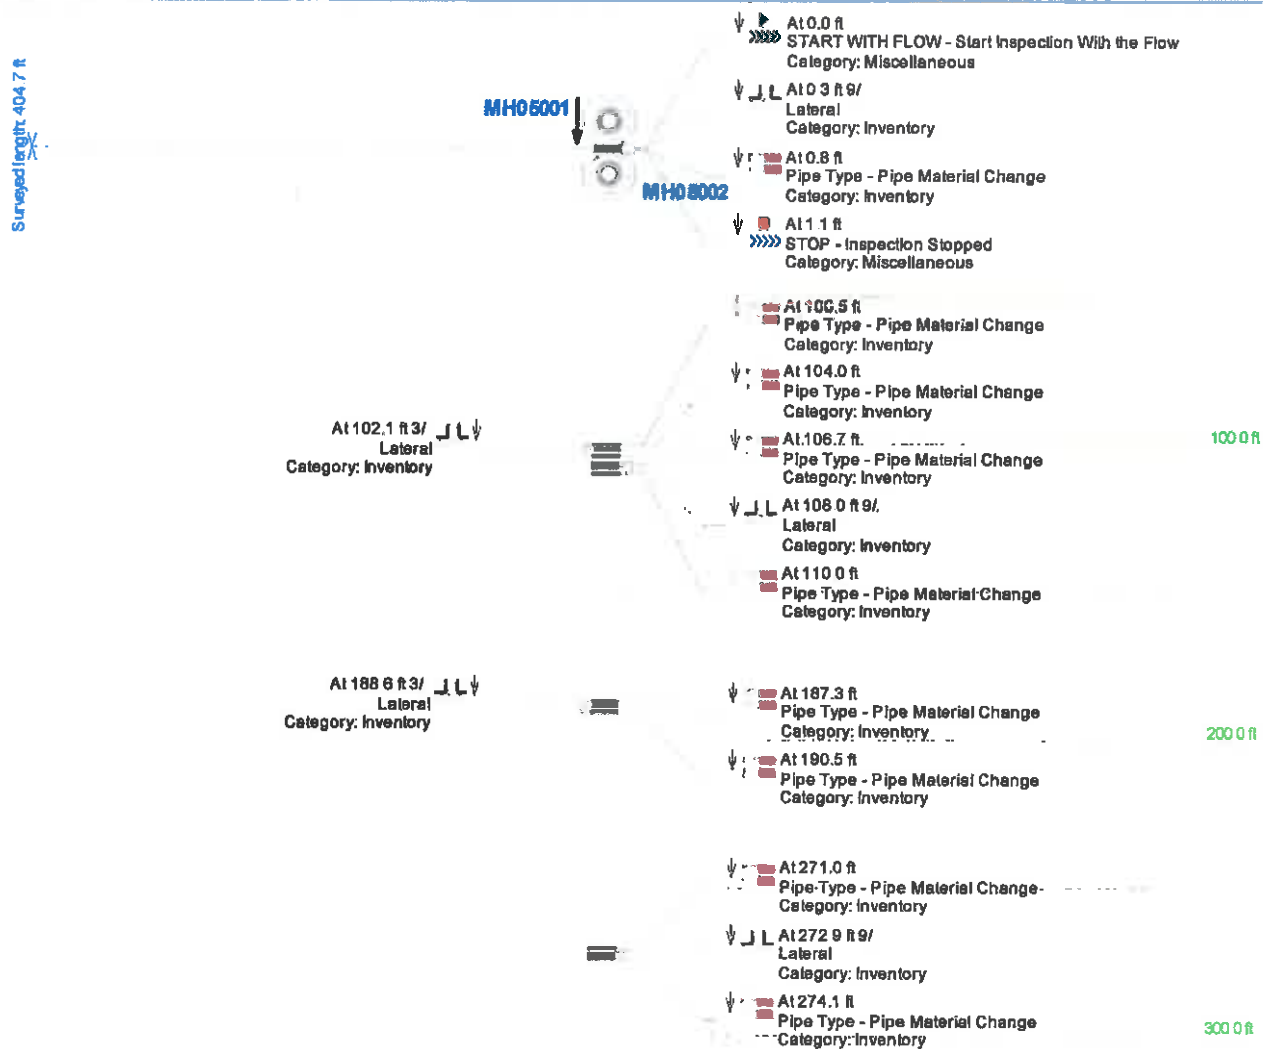 Surveyed length: 404.7 ft
MH05001
MH05002
At 0.0 ft
START WITH FLOW - Start Inspection With the Flow
Category: Miscellaneous
At 0 3 ft 9/
Lateral
Category: Inventory
At 0.8 ft
Pipe Type - Pipe Material Change
Category: Inventory
At 1 1 ft
STOP - Inspection Stopped
Category: Miscellaneous
At 100.5 ft
Pipe Type - Pipe Material Change
Category: Inventory
At 104.0 ft
Pipe Type - Pipe Material Change
Category: Inventory
At 102.1 ft 3/
Lateral
Category: Inventory
At 106.7 ft
Pipe Type - Pipe Material Change
Category: Inventory
100 0 ft
At 108 0 ft 9/
Lateral
Category: Inventory
At 110 0 ft
Pipe Type - Pipe Material Change
Category: Inventory
At 188 6 ft 3/
Lateral
Category: Inventory
At 187.3 ft
Pipe Type - Pipe Material Change
Category: Inventory
200 0 ft
At 190.5 ft
Pipe Type - Pipe Material Change
Category: Inventory
At 271.0 ft
Pipe Type - Pipe Material Change
Category: Inventory
At 272 9 ft 9/
Lateral
Category: Inventory
At 274.1 ft
Pipe Type - Pipe Material Change
Category: Inventory
300 0 ft